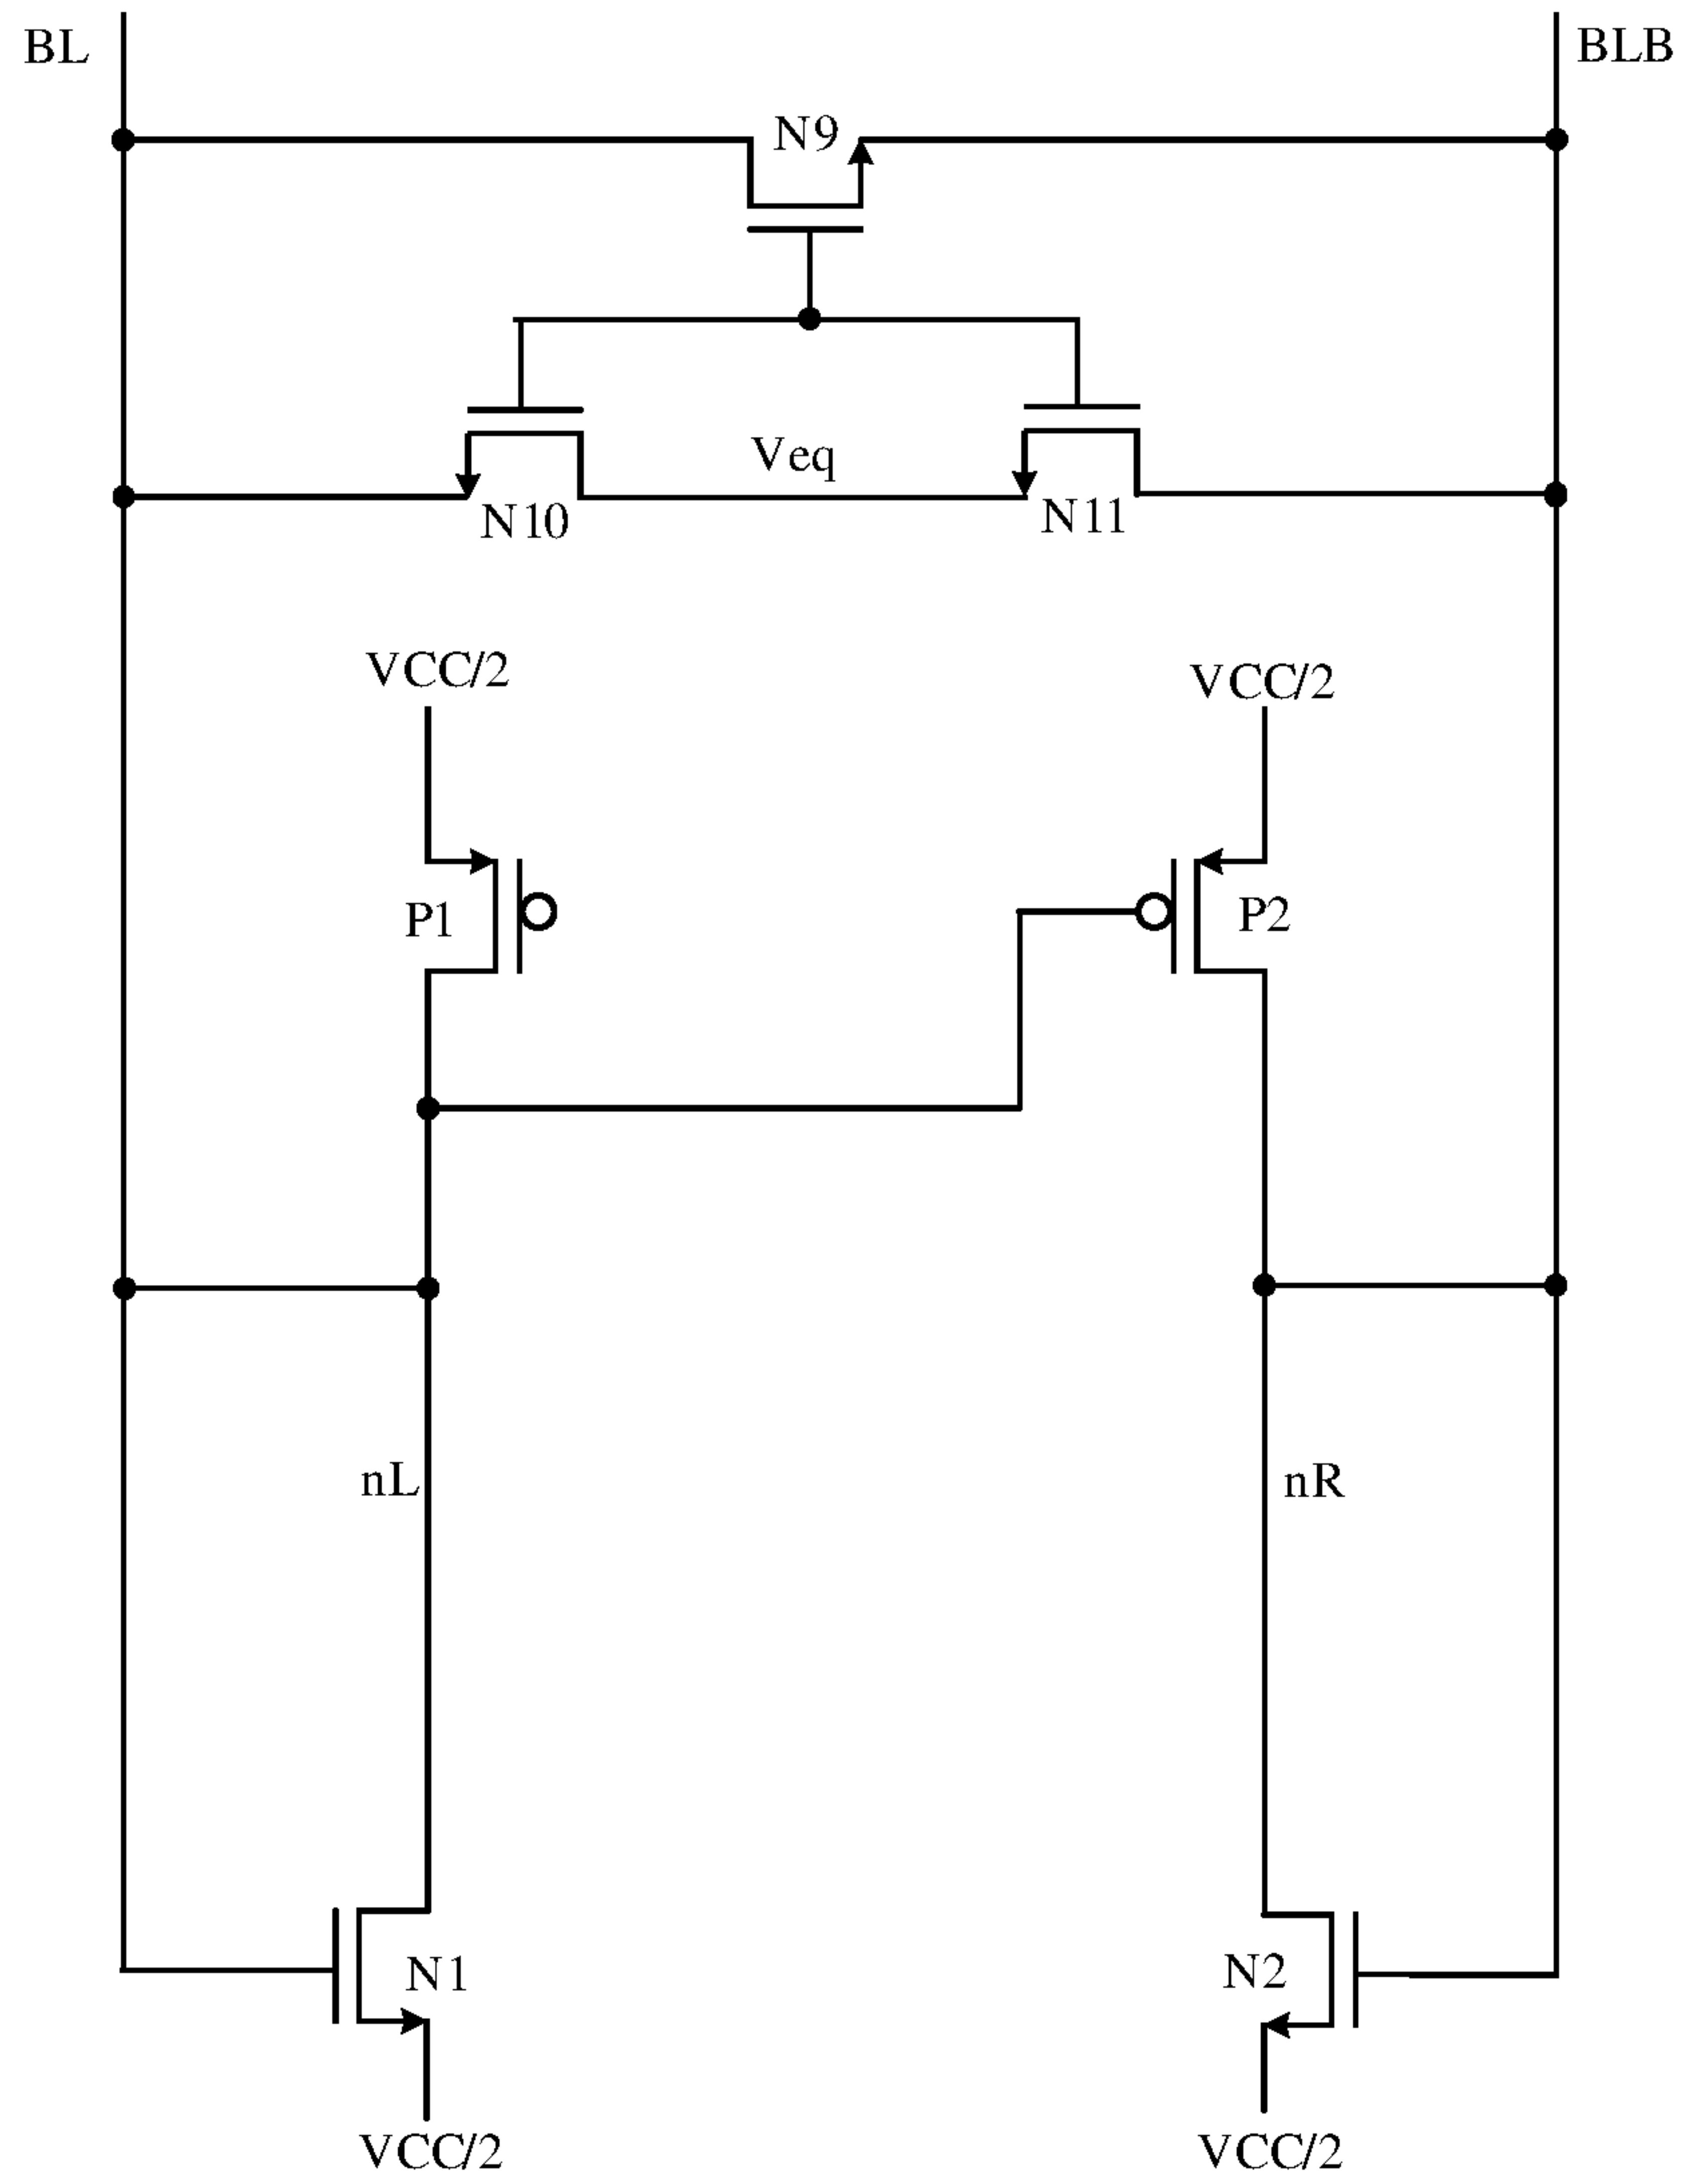 BL
BLB
N9
Veq
N10
N11
VCC/2
VCC/2
P1
P2
nL
nR
N1
N2
VCC/2
VCC/2